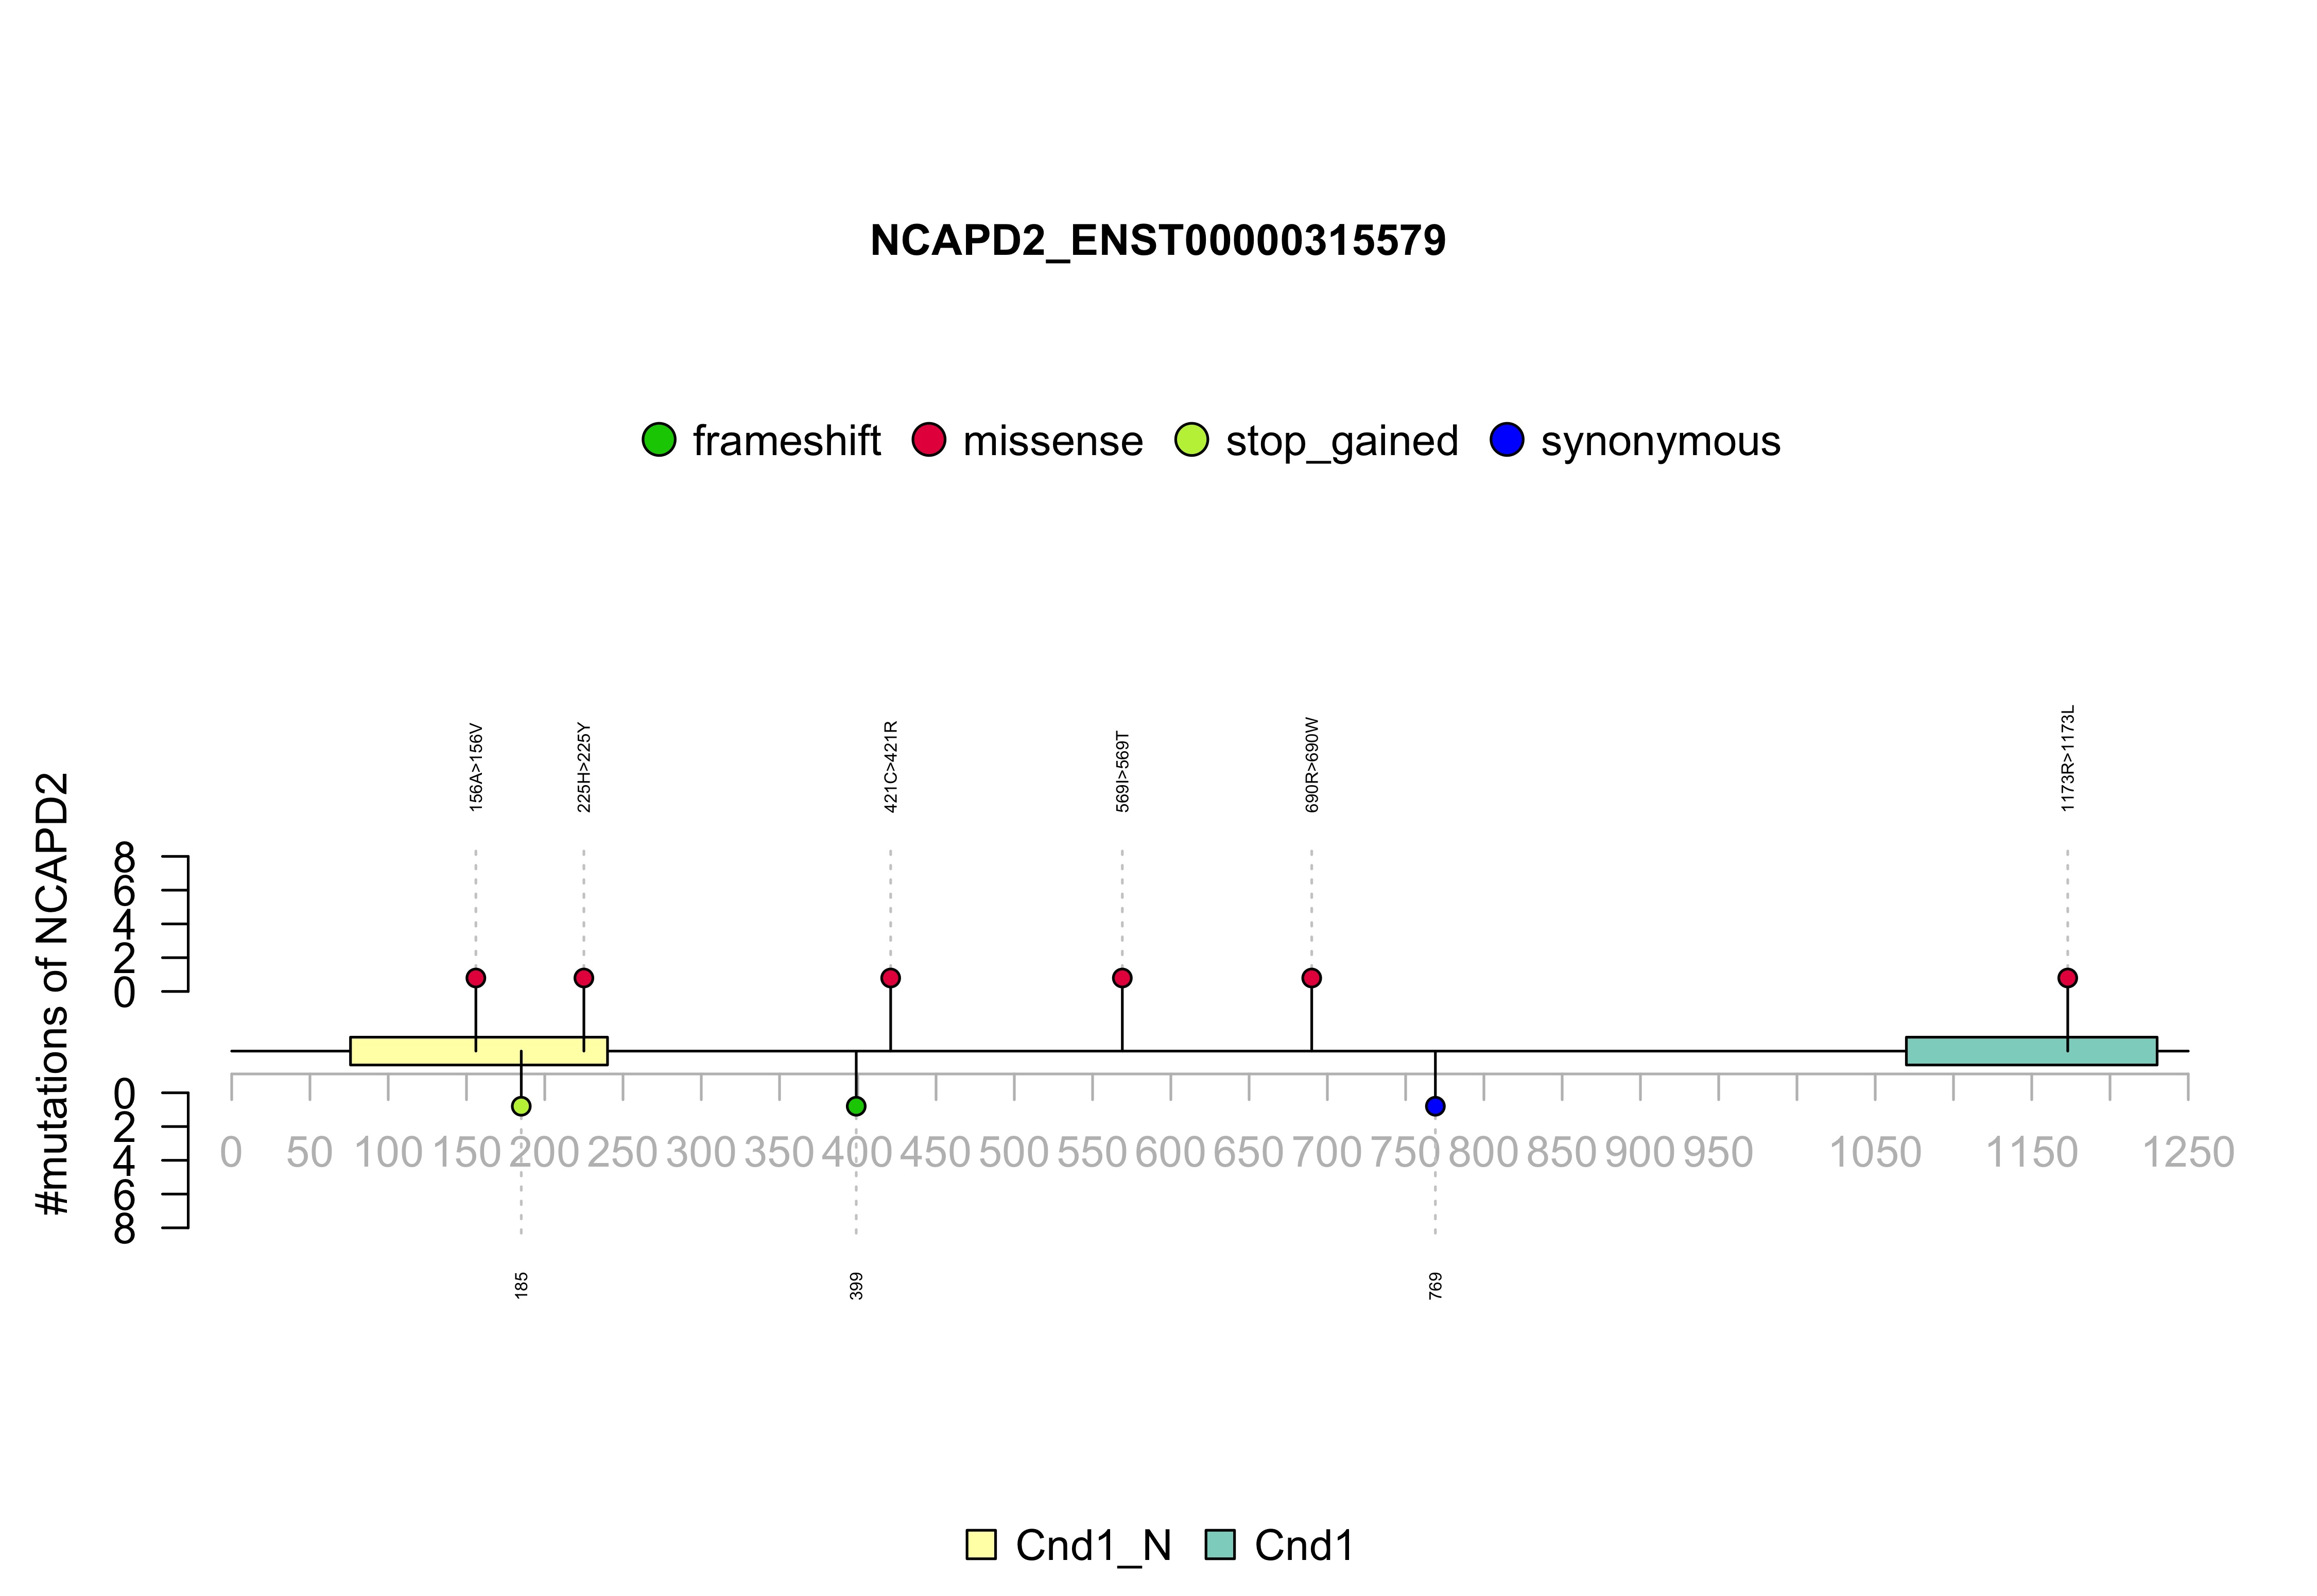 NCAPD2_ENST00000315579
frameshift missense stop_gained synonymous
156A>156V 225H>225Y 421C>421R 569I>569T 690R>690W 1173R>1173L
#mutations of NCAPD2
8
6
4
2
0
0
2
4
6
8
0 50 100 150 200 250 300 350 400 450 500 550 600 650 700 750 800 850 900 950 1050 1150 1250
185 399 769
Cnd1_N Cnd1